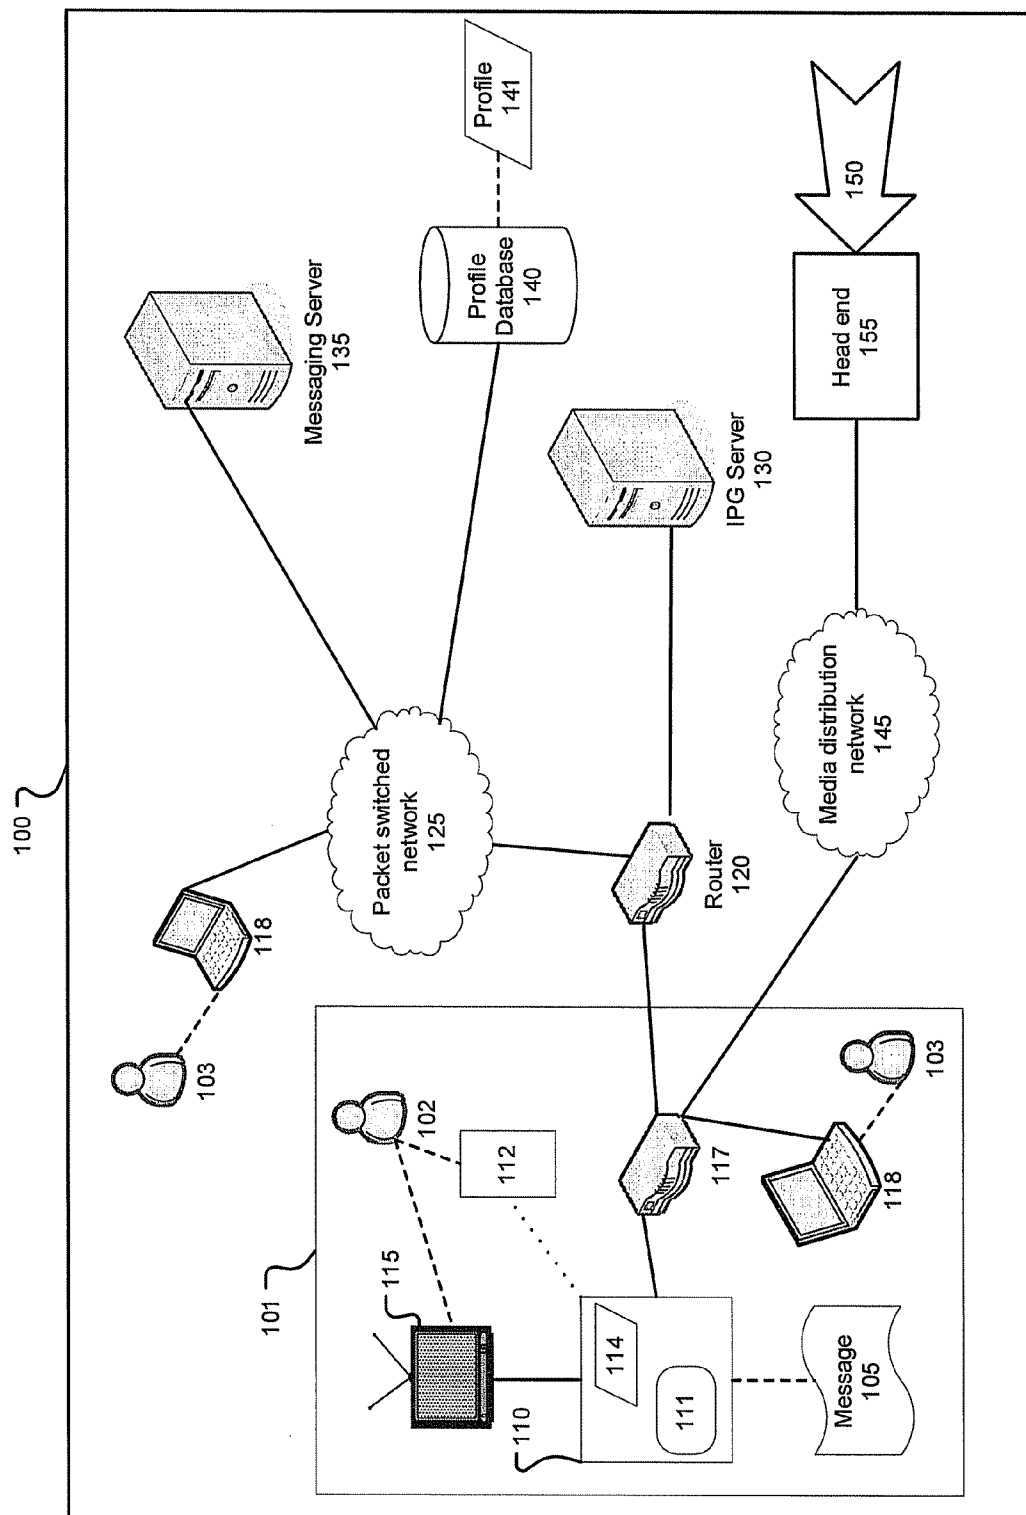 100
101
103
118
Messaging Server
135
Profile
141
Profile
Database
140
Packet switched
network
125
102
112
115
IPG Server
130
Router
120
110
114
111
117
150
Head end
155
Media distribution
network
145
103
118
Message
105